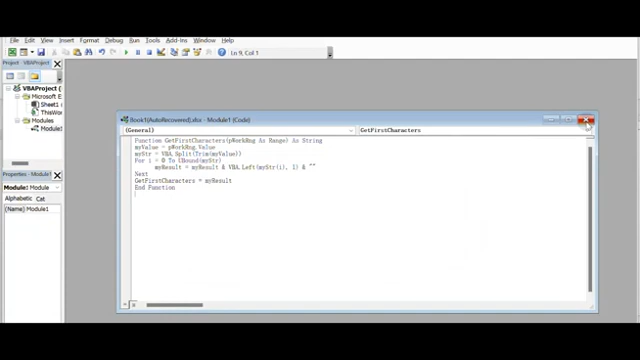 File Edit View Insert Format Debug Run Tools Add-Ins Window Help
Ln 9, Col 1
Project - VBAProject
VBAProject
Microsoft E
Sheet1 (
ThisWor
Modules
Module1
Properties - Module1
Module1 Module
Alphabetic Cat
(Name) Module1
Book1(AutoRecovered).xlsx - Module1 (Code)
(General)
GetFirstCharacters
Function GetFirstCharacters(pWorkRng As Range) As String
myValue = pWorkRng.Value
myStr = VBA.Split(Trim(myValue))
For i = 0 To UBound(myStr)
myResult = myResult & VBA.Left(myStr(i), 1) & ""
Next
GetFirstCharacters = myResult
End Function